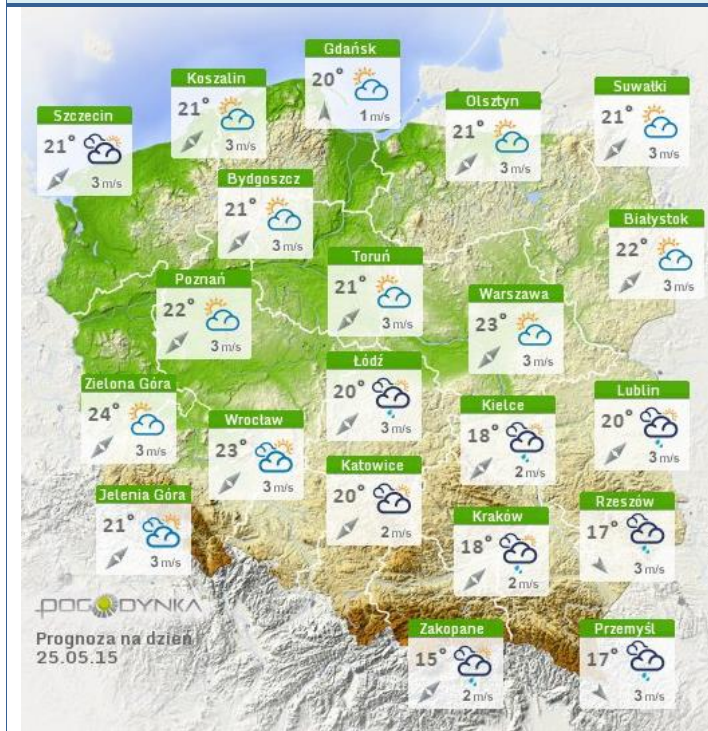 Gdańsk
20°
1 m/s
Koszalin
21°
3 m/s
Szczecin
21°
3 m/s
Olsztyn
21°
3 m/s
Suwałki
21°
3 m/s
Bydgoszcz
21°
3 m/s
Białystok
22°
3 m/s
Toruń
21°
3 m/s
Poznań
22°
3 m/s
Warszawa
23°
3 m/s
Łódź
20°
3 m/s
Zielona Góra
24°
3 m/s
Wrocław
23°
3 m/s
Kielce
18°
2 m/s
Lublin
20°
3 m/s
Katowice
20°
2 m/s
Jelenia Góra
21°
3 m/s
Kraków
18°
2 m/s
Rzeszów
17°
3 m/s
POGODYNKA
Prognoza na dzień
25.05.15
Zakopane
15°
2 m/s
Przemyśl
17°
3 m/s